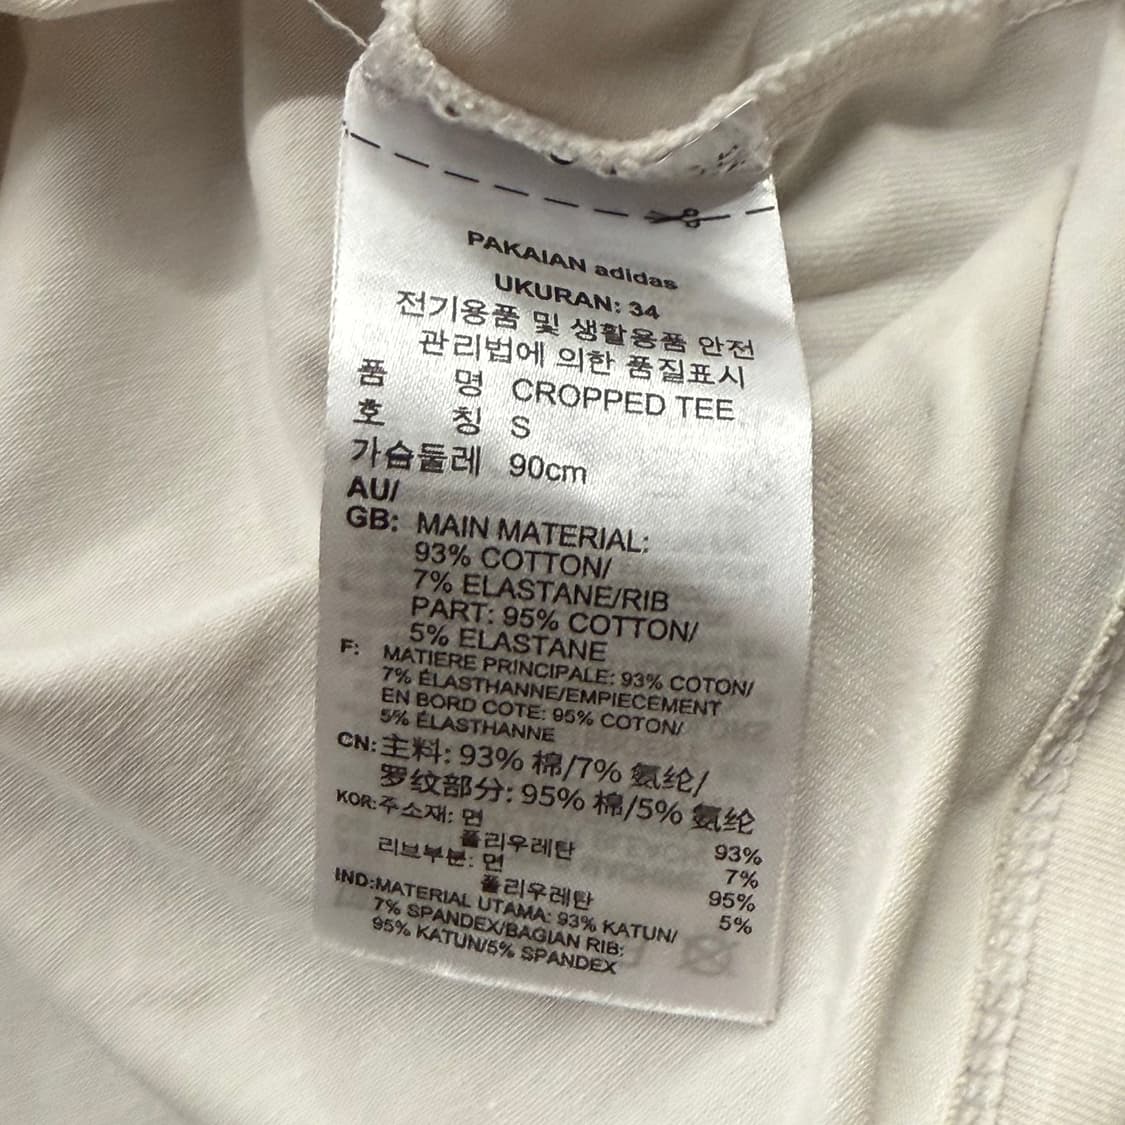 PAKAIAN adidas
UKURAN: 34
전기용품 및 생활용품 안전
관리법에 의한 품질표시
품 명 CROPPED TEE
호 칭 S
가슴둘레 90cm
AU/
GB: MAIN MATERIAL:
93% COTTON/
7% ELASTANE/RIB
PART: 95% COTTON/
5% ELASTANE
F: MATIERE PRINCIPALE: 93% COTON/
7% ÉLASTHANNE/EMPIECEMENT
EN BORD COTE: 95% COTON/
5% ÉLASTHANNE
CN: 主料: 93% 棉/7% 氨纶/
罗纹部分: 95% 棉/5% 氨纶
KOR: 주소재: 면 93%
폴리우레탄 7%
리브부분: 면 95%
폴리우레탄 5%
IND: MATERIAL UTAMA: 93% KATUN/
7% SPANDEX/BAGIAN RIB:
95% KATUN/5% SPANDEX